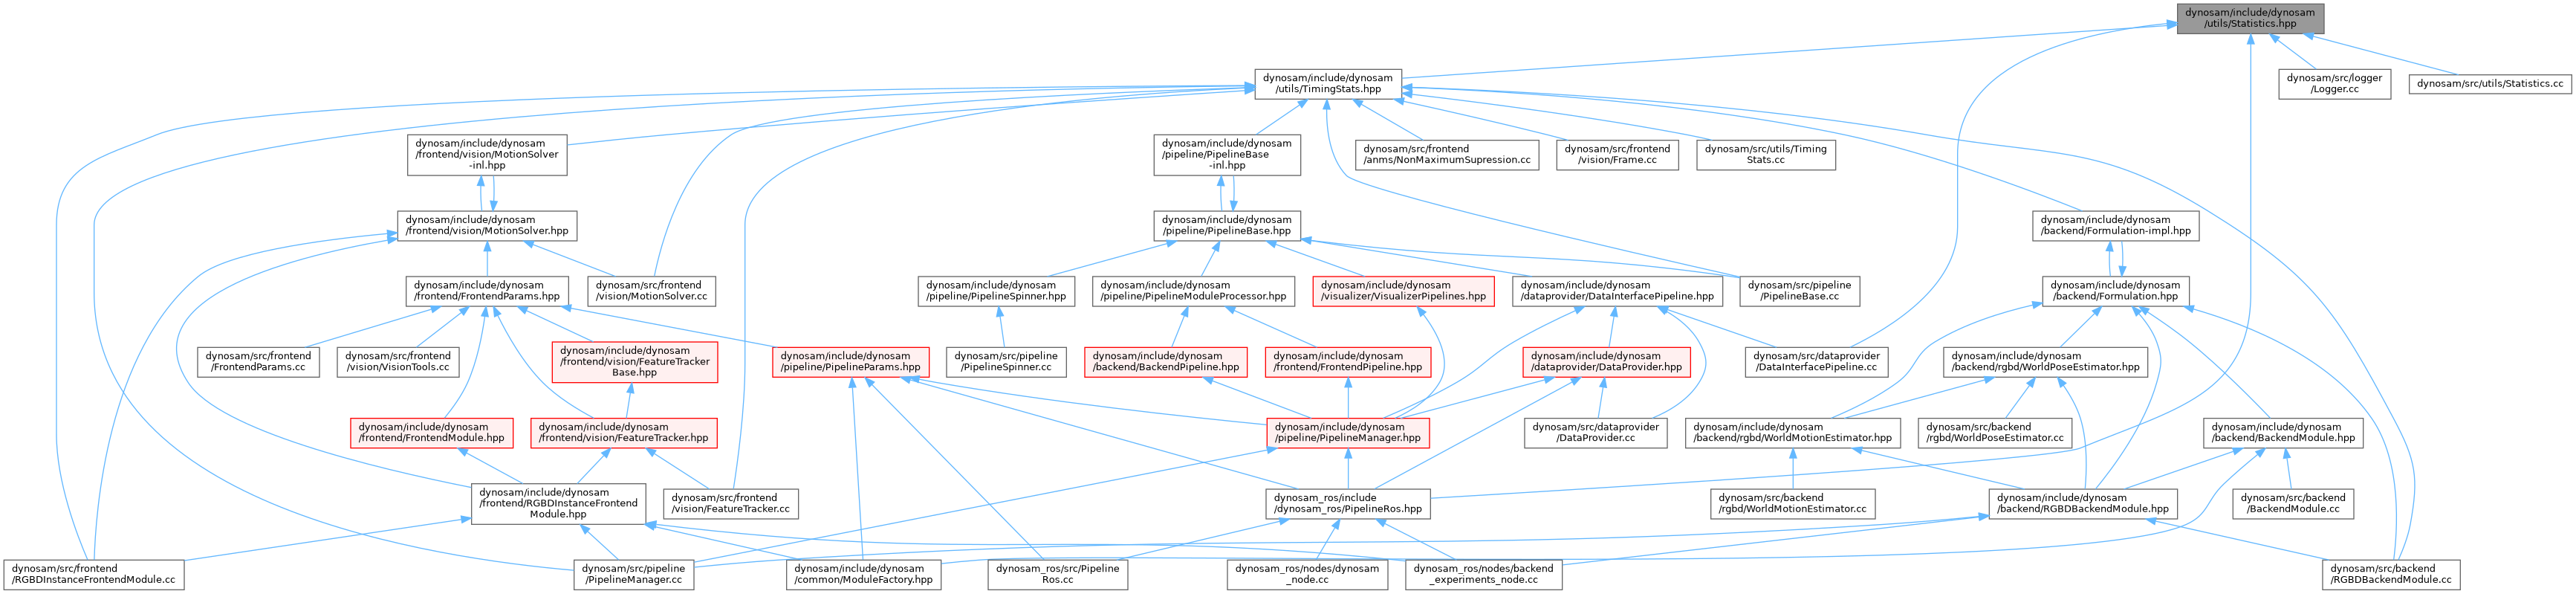 dynosam/include/dynosam
/utils/Statistics.hpp
dynosam/include/dynosam
/utils/TimingStats.hpp
dynosam/src/logger
/Logger.cc
dynosam/src/utils/Statistics.cc
dynosam/include/dynosam
/frontend/vision/MotionSolver
-inl.hpp
dynosam/include/dynosam
/pipeline/PipelineBase
-inl.hpp
dynosam/src/frontend
/anms/NonMaximumSupression.cc
dynosam/src/frontend
/vision/Frame.cc
dynosam/src/utils/Timing
Stats.cc
dynosam/include/dynosam
/frontend/vision/MotionSolver.hpp
dynosam/include/dynosam
/pipeline/PipelineBase.hpp
dynosam/include/dynosam
/backend/Formulation-impl.hpp
dynosam/include/dynosam
/frontend/FrontendParams.hpp
dynosam/src/frontend
/vision/MotionSolver.cc
dynosam/include/dynosam
/pipeline/PipelineSpinner.hpp
dynosam/include/dynosam
/pipeline/PipelineModuleProcessor.hpp
dynosam/include/dynosam
/visualizer/VisualizerPipelines.hpp
dynosam/include/dynosam
/dataprovider/DataInterfacePipeline.hpp
dynosam/src/pipeline
/PipelineBase.cc
dynosam/include/dynosam
/backend/Formulation.hpp
dynosam/src/frontend
/FrontendParams.cc
dynosam/src/frontend
/vision/VisionTools.cc
dynosam/include/dynosam
/frontend/vision/FeatureTracker
Base.hpp
dynosam/include/dynosam
/pipeline/PipelineParams.hpp
dynosam/src/pipeline
/PipelineSpinner.cc
dynosam/include/dynosam
/backend/BackendPipeline.hpp
dynosam/include/dynosam
/frontend/FrontendPipeline.hpp
dynosam/include/dynosam
/dataprovider/DataProvider.hpp
dynosam/src/dataprovider
/DataInterfacePipeline.cc
dynosam/include/dynosam
/backend/rgbd/WorldPoseEstimator.hpp
dynosam/include/dynosam
/frontend/FrontendModule.hpp
dynosam/include/dynosam
/frontend/vision/FeatureTracker.hpp
dynosam/include/dynosam
/pipeline/PipelineManager.hpp
dynosam/src/dataprovider
/DataProvider.cc
dynosam/include/dynosam
/backend/rgbd/WorldMotionEstimator.hpp
dynosam/src/backend
/rgbd/WorldPoseEstimator.cc
dynosam/include/dynosam
/backend/BackendModule.hpp
dynosam/include/dynosam
/frontend/RGBDInstanceFrontend
Module.hpp
dynosam/src/frontend
/vision/FeatureTracker.cc
dynosam_ros/include
/dynosam_ros/PipelineRos.hpp
dynosam/src/backend
/rgbd/WorldMotionEstimator.cc
dynosam/include/dynosam
/backend/RGBDBackendModule.hpp
dynosam/src/backend
/BackendModule.cc
dynosam/src/frontend
/RGBDInstanceFrontendModule.cc
dynosam/src/pipeline
/PipelineManager.cc
dynosam/include/dynosam
/common/ModuleFactory.hpp
dynosam_ros/src/Pipeline
Ros.cc
dynosam_ros/nodes/dynosam
_node.cc
dynosam_ros/nodes/backend
_experiments_node.cc
dynosam/src/backend
/RGBDBackendModule.cc